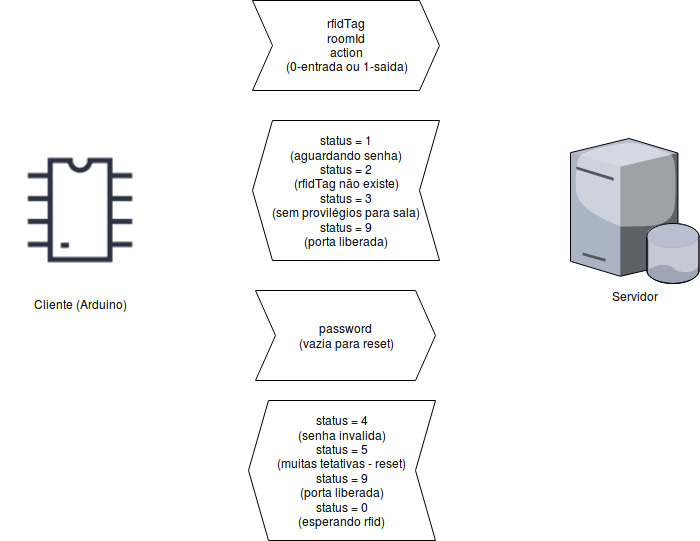 rfidTag
roomId
action
(0-entrada ou 1-saida)
status = 1
(aguardando senha)
status = 2
(rfidTag não existe)
status = 3
(sem provilégios para sala)
status = 9
(porta liberada)
Cliente (Arduino)
Servidor
password
(vazia para reset)
status = 4
(senha invalida)
status = 5
(muitas tetativas - reset)
status = 9
(porta liberada)
status = 0
(esperando rfid)